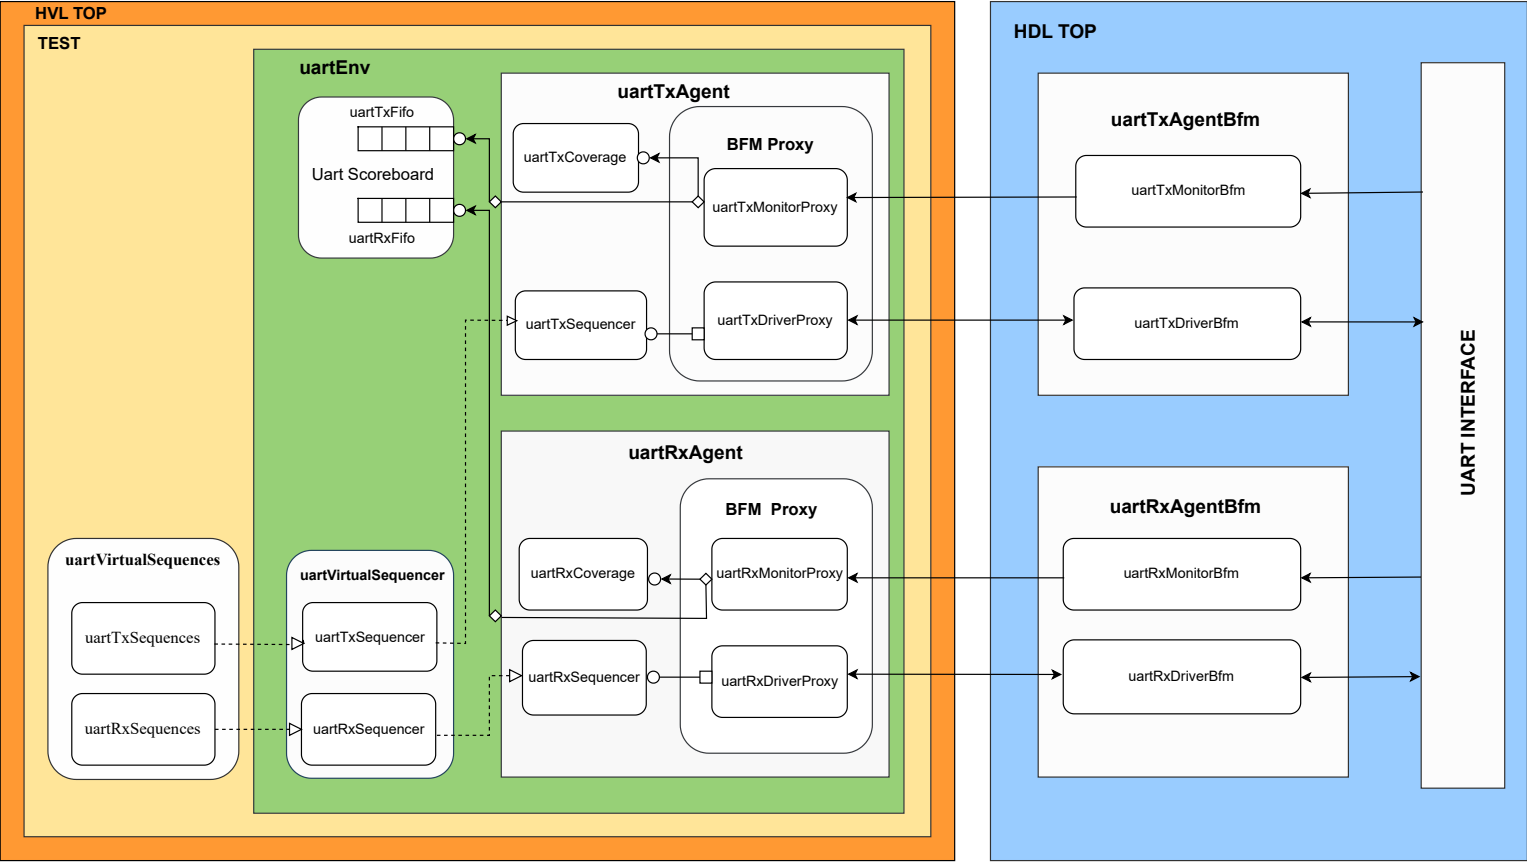 HVL TOP
TEST
uartEnv
uartTxFifo
Uart Scoreboard
uartRxFifo
uartTxAgent
BFM Proxy
uartTxCoverage
uartTxMonitorProxy
uartTxSequencer
uartTxDriverProxy
uartRxAgent
BFM  Proxy
uartRxCoverage
uartRxMonitorProxy
uartRxSequencer
uartRxDriverProxy
uartVirtualSequences
uartTxSequences
uartRxSequences
uartVirtualSequencer
uartTxSequencer
uartRxSequencer
HDL TOP
uartTxAgentBfm
uartTxMonitorBfm
uartTxDriverBfm
uartRxAgentBfm
uartRxMonitorBfm
uartRxDriverBfm
UART INTERFACE